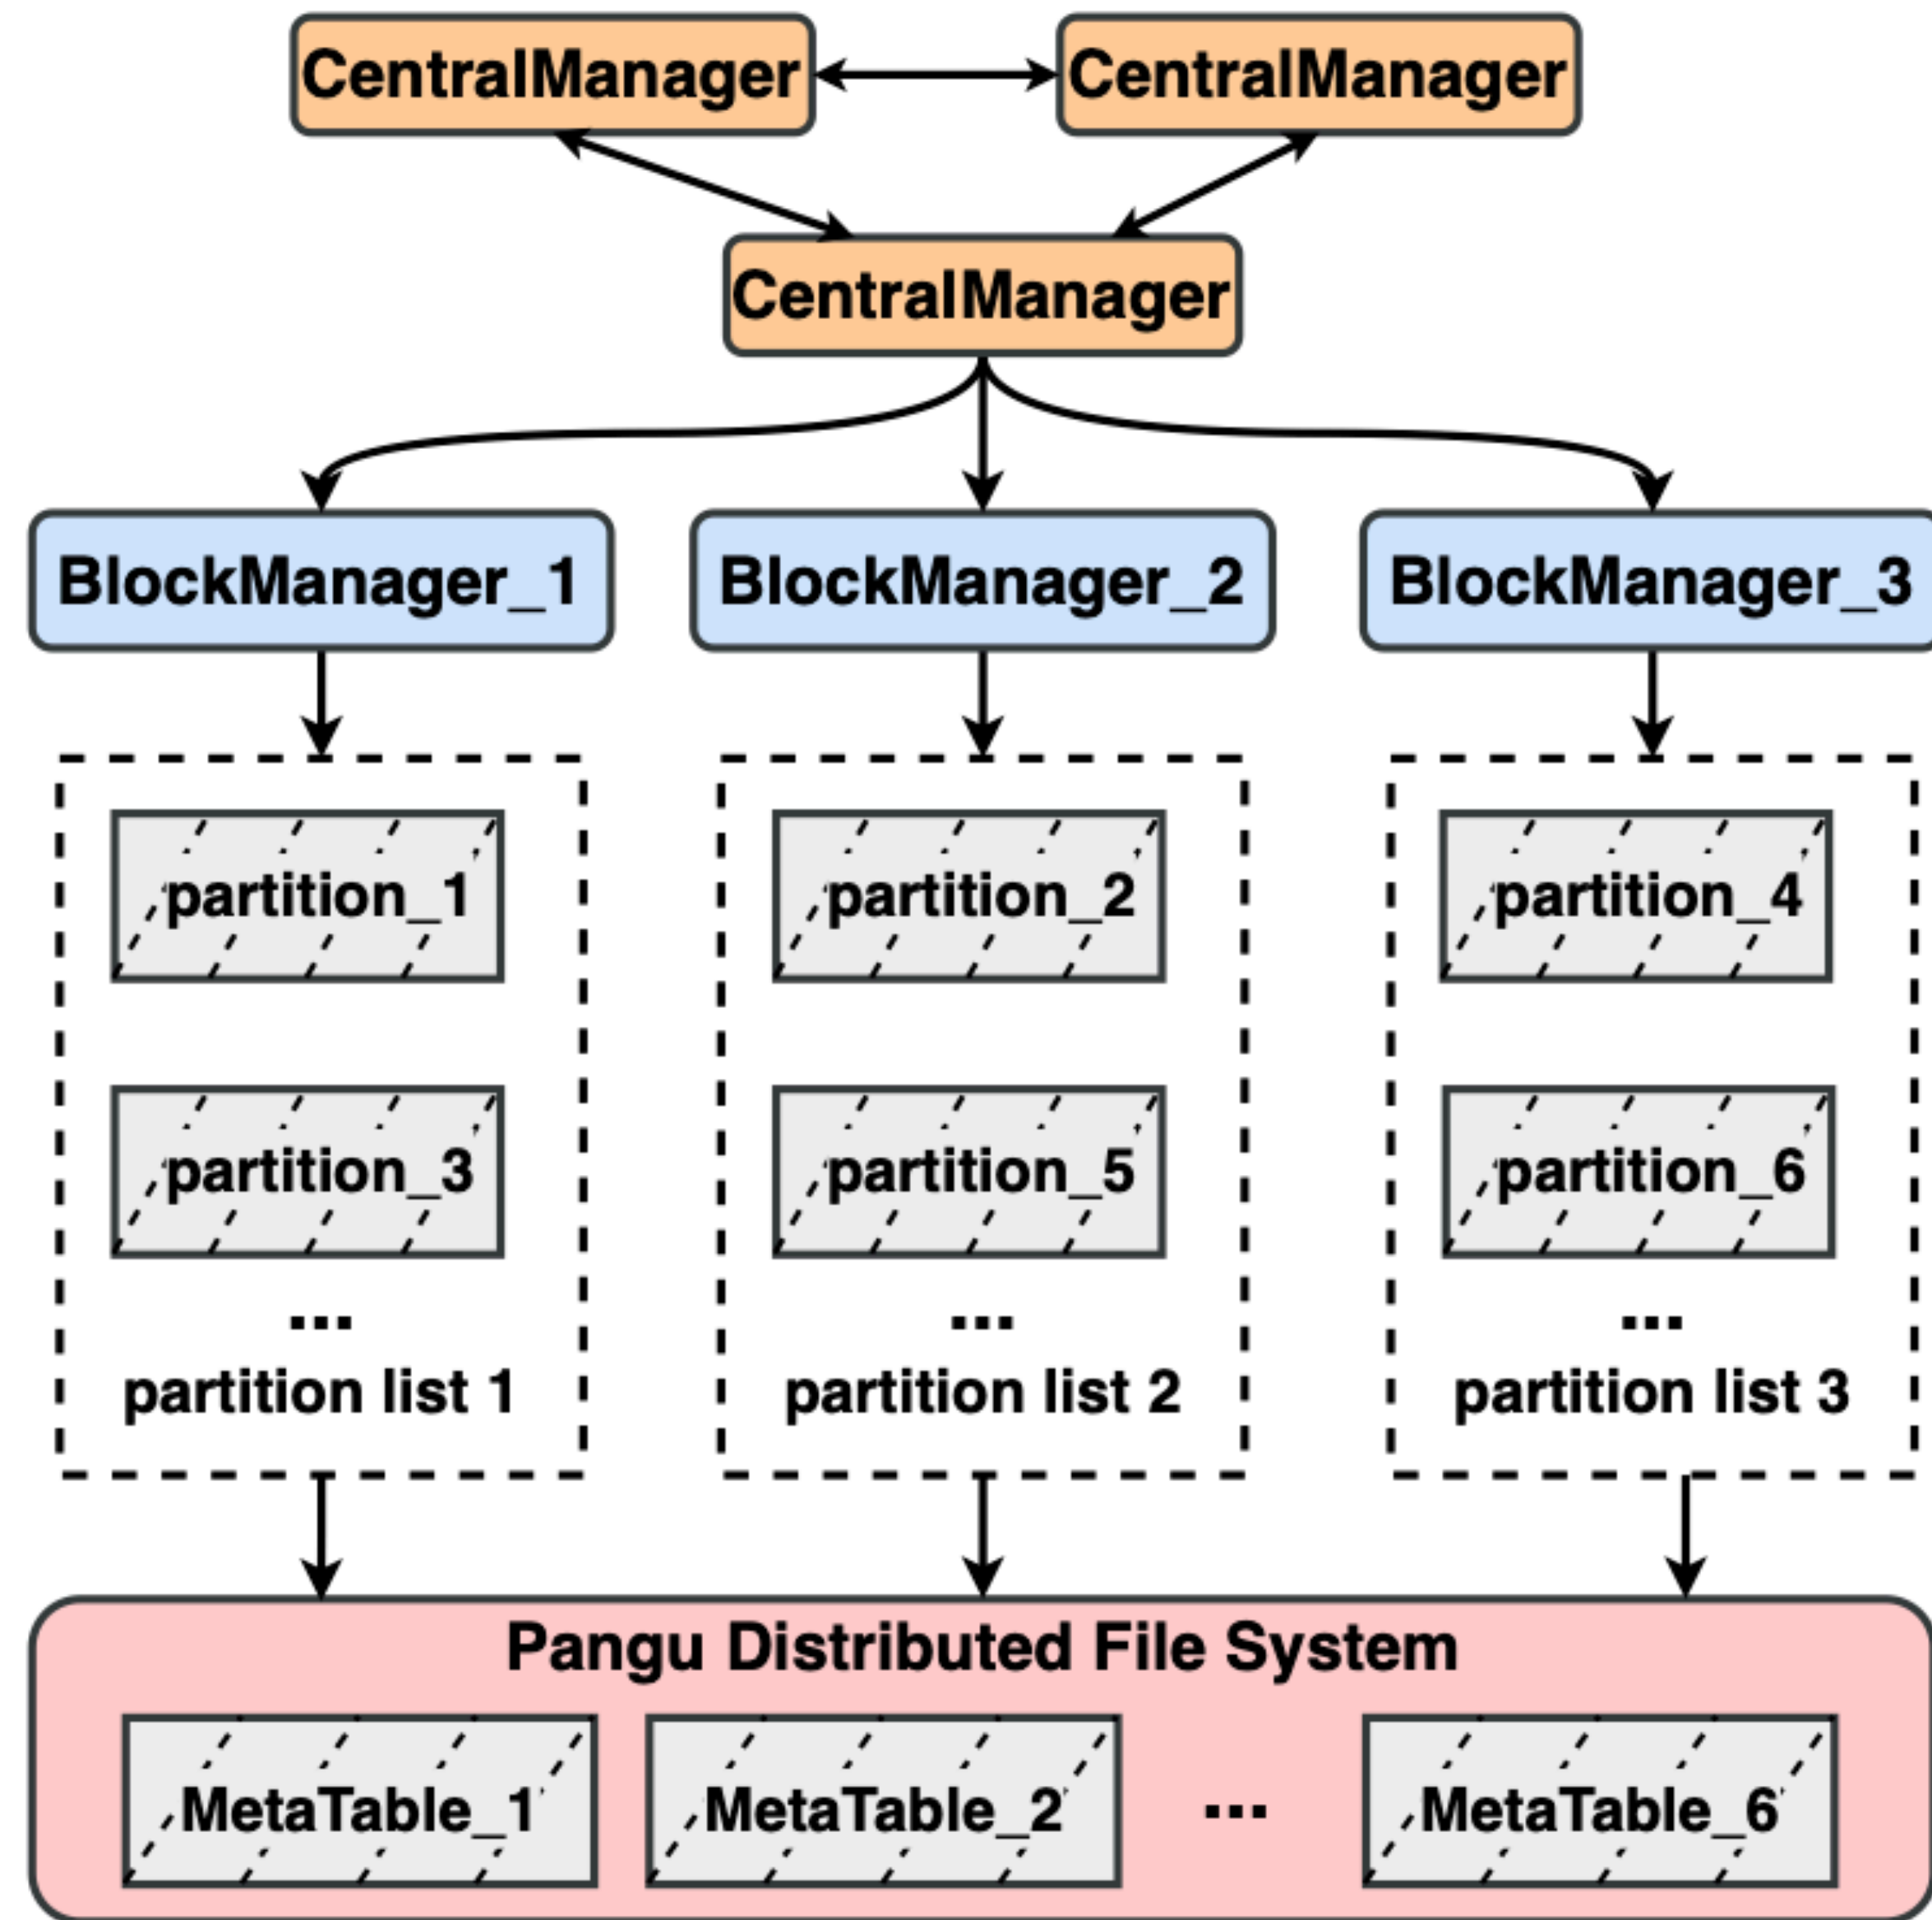 CentralManager CentralManager
CentralManager
BlockManager_1 BlockManager_2 BlockManager_3
partition_1 partition_2 partition_4
partition_3 partition_5 partition_6
... ... ...
partition list 1 partition list 2 partition list 3
Pangu Distributed File System
MetaTable_1 MetaTable_2 ... MetaTable_6